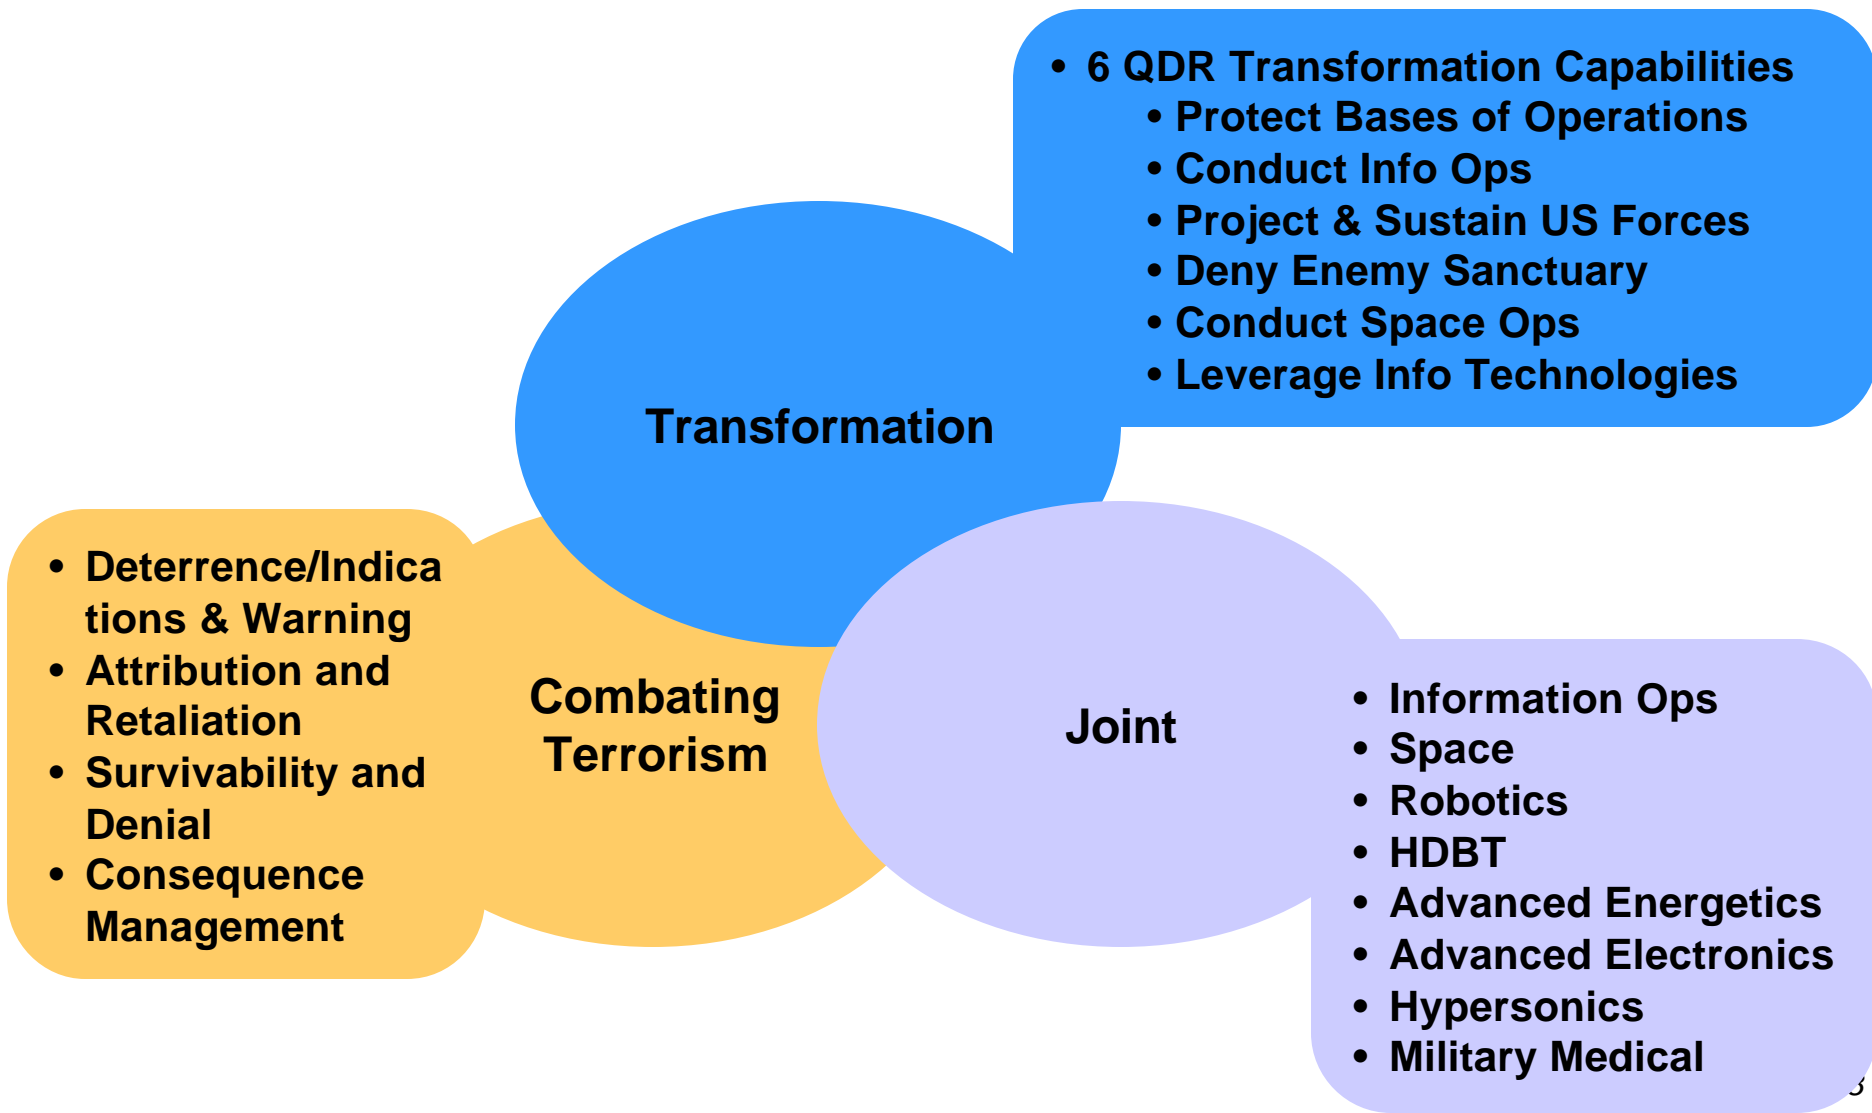 • 6 QDR Transformation Capabilities
• Protect Bases of Operations
• Conduct Info Ops
• Project & Sustain US Forces
• Deny Enemy Sanctuary
• Conduct Space Ops
• Leverage Info Technologies
Transformation
• Deterrence/Indica
tions & Warning
• Attribution and
Retaliation
• Survivability and
Denial
• Consequence
Management
Combating
Terrorism
Joint
• Information Ops
• Space
• Robotics
• HDBT
• Advanced Energetics
• Advanced Electronics
• Hypersonics
• Military Medical